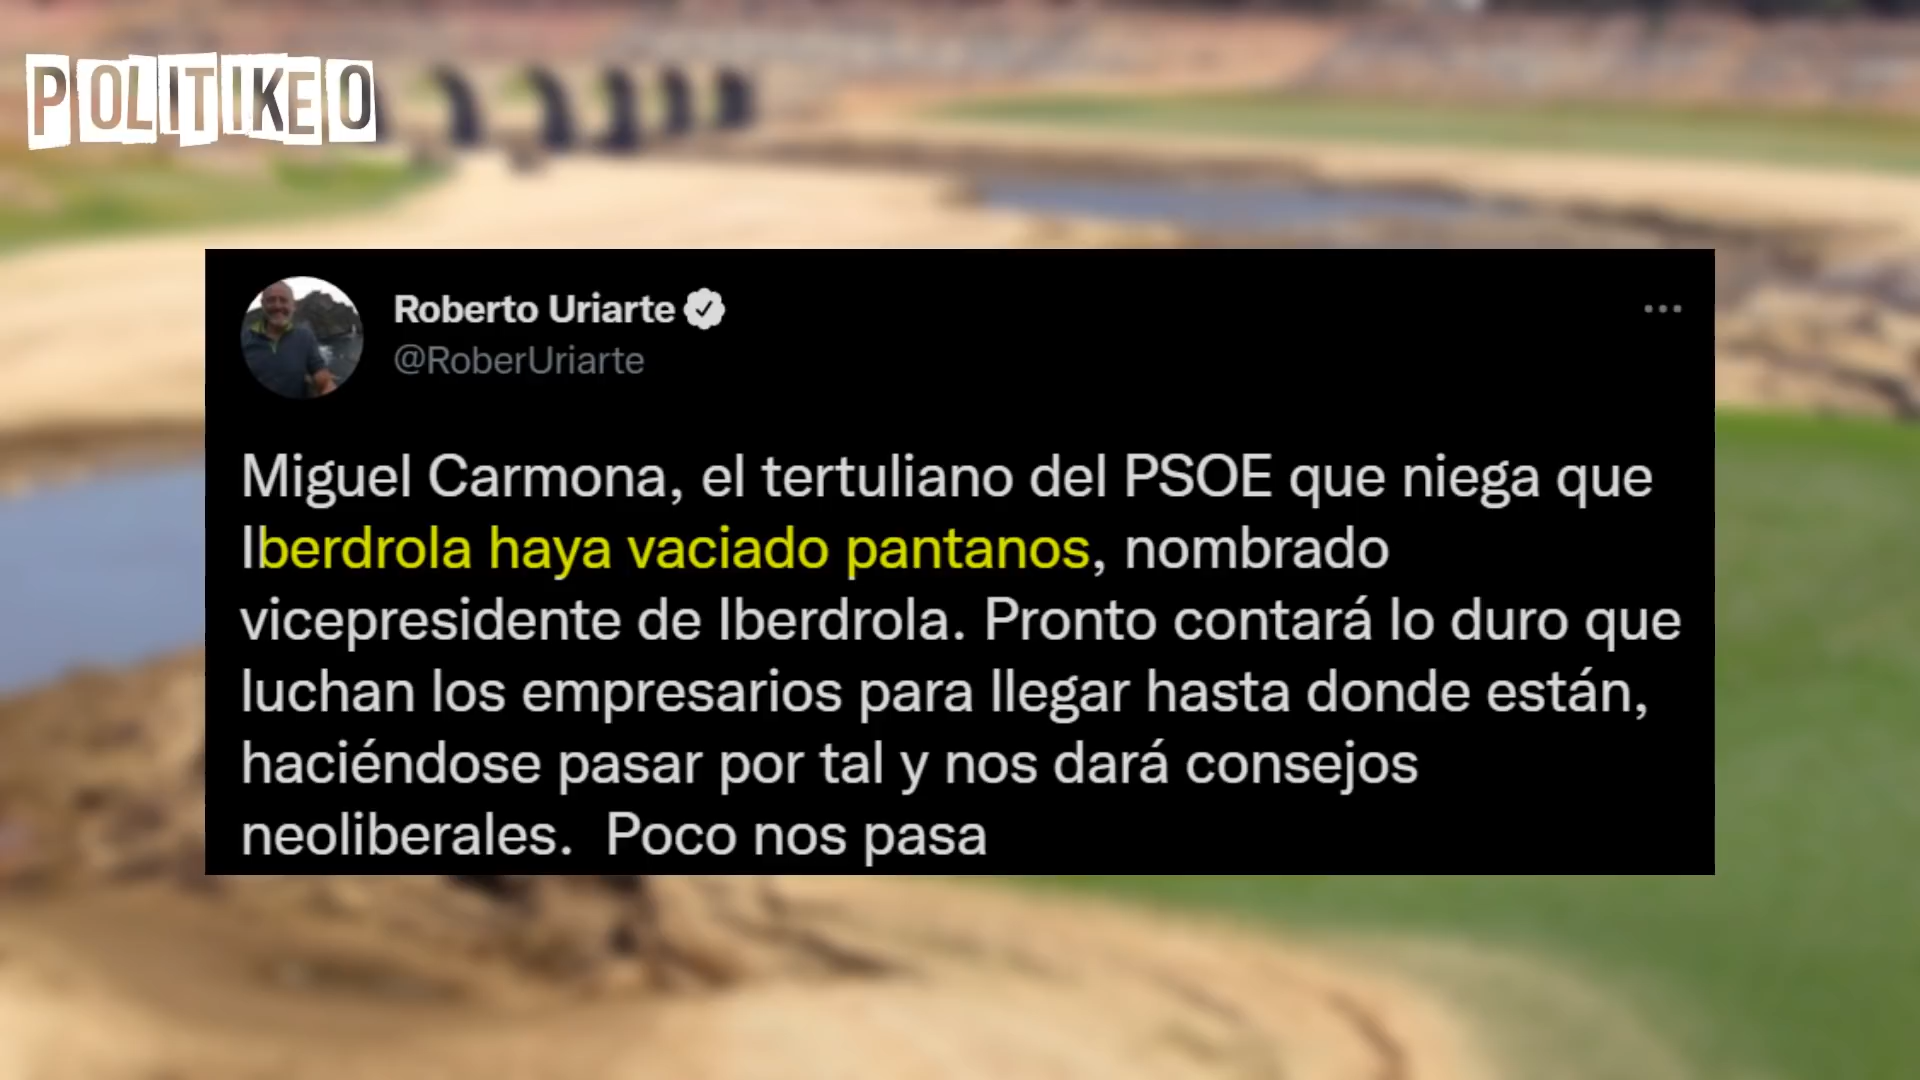 POLITIKEO
Roberto Uriarte
@RoberUriarte
Miguel Carmona, el tertuliano del PSOE que niega que
Iberdrola haya vaciado pantanos, nombrado
vicepresidente de Iberdrola. Pronto contará lo duro que
luchan los empresarios para llegar hasta donde están,
haciéndose pasar por tal y nos dará consejos
neoliberales.  Poco nos pasa